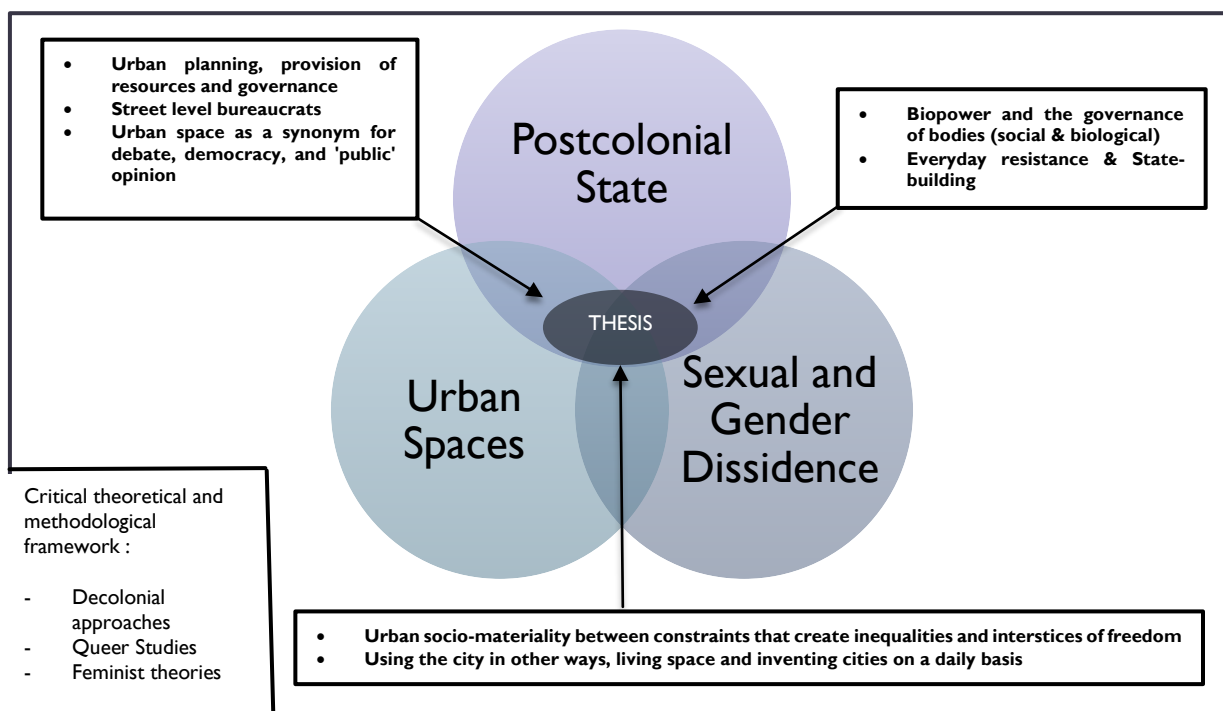 • Urban planning, provision of
resources and governance
• Street level bureaucrats
• Urban space as a synonym for
debate, democracy, and 'public'
opinion
Postcolonial
State
• Biopower and the governance
of bodies (social & biological)
• Everyday resistance & State-
building
THESIS
Urban
Spaces
Sexual and
Gender
Dissidence
Critical theoretical and
methodological
framework :
- Decolonial
approaches
- Queer Studies
- Feminist theories
• Urban socio-materiality between constraints that create inequalities and interstices of freedom
• Using the city in other ways, living space and inventing cities on a daily basis